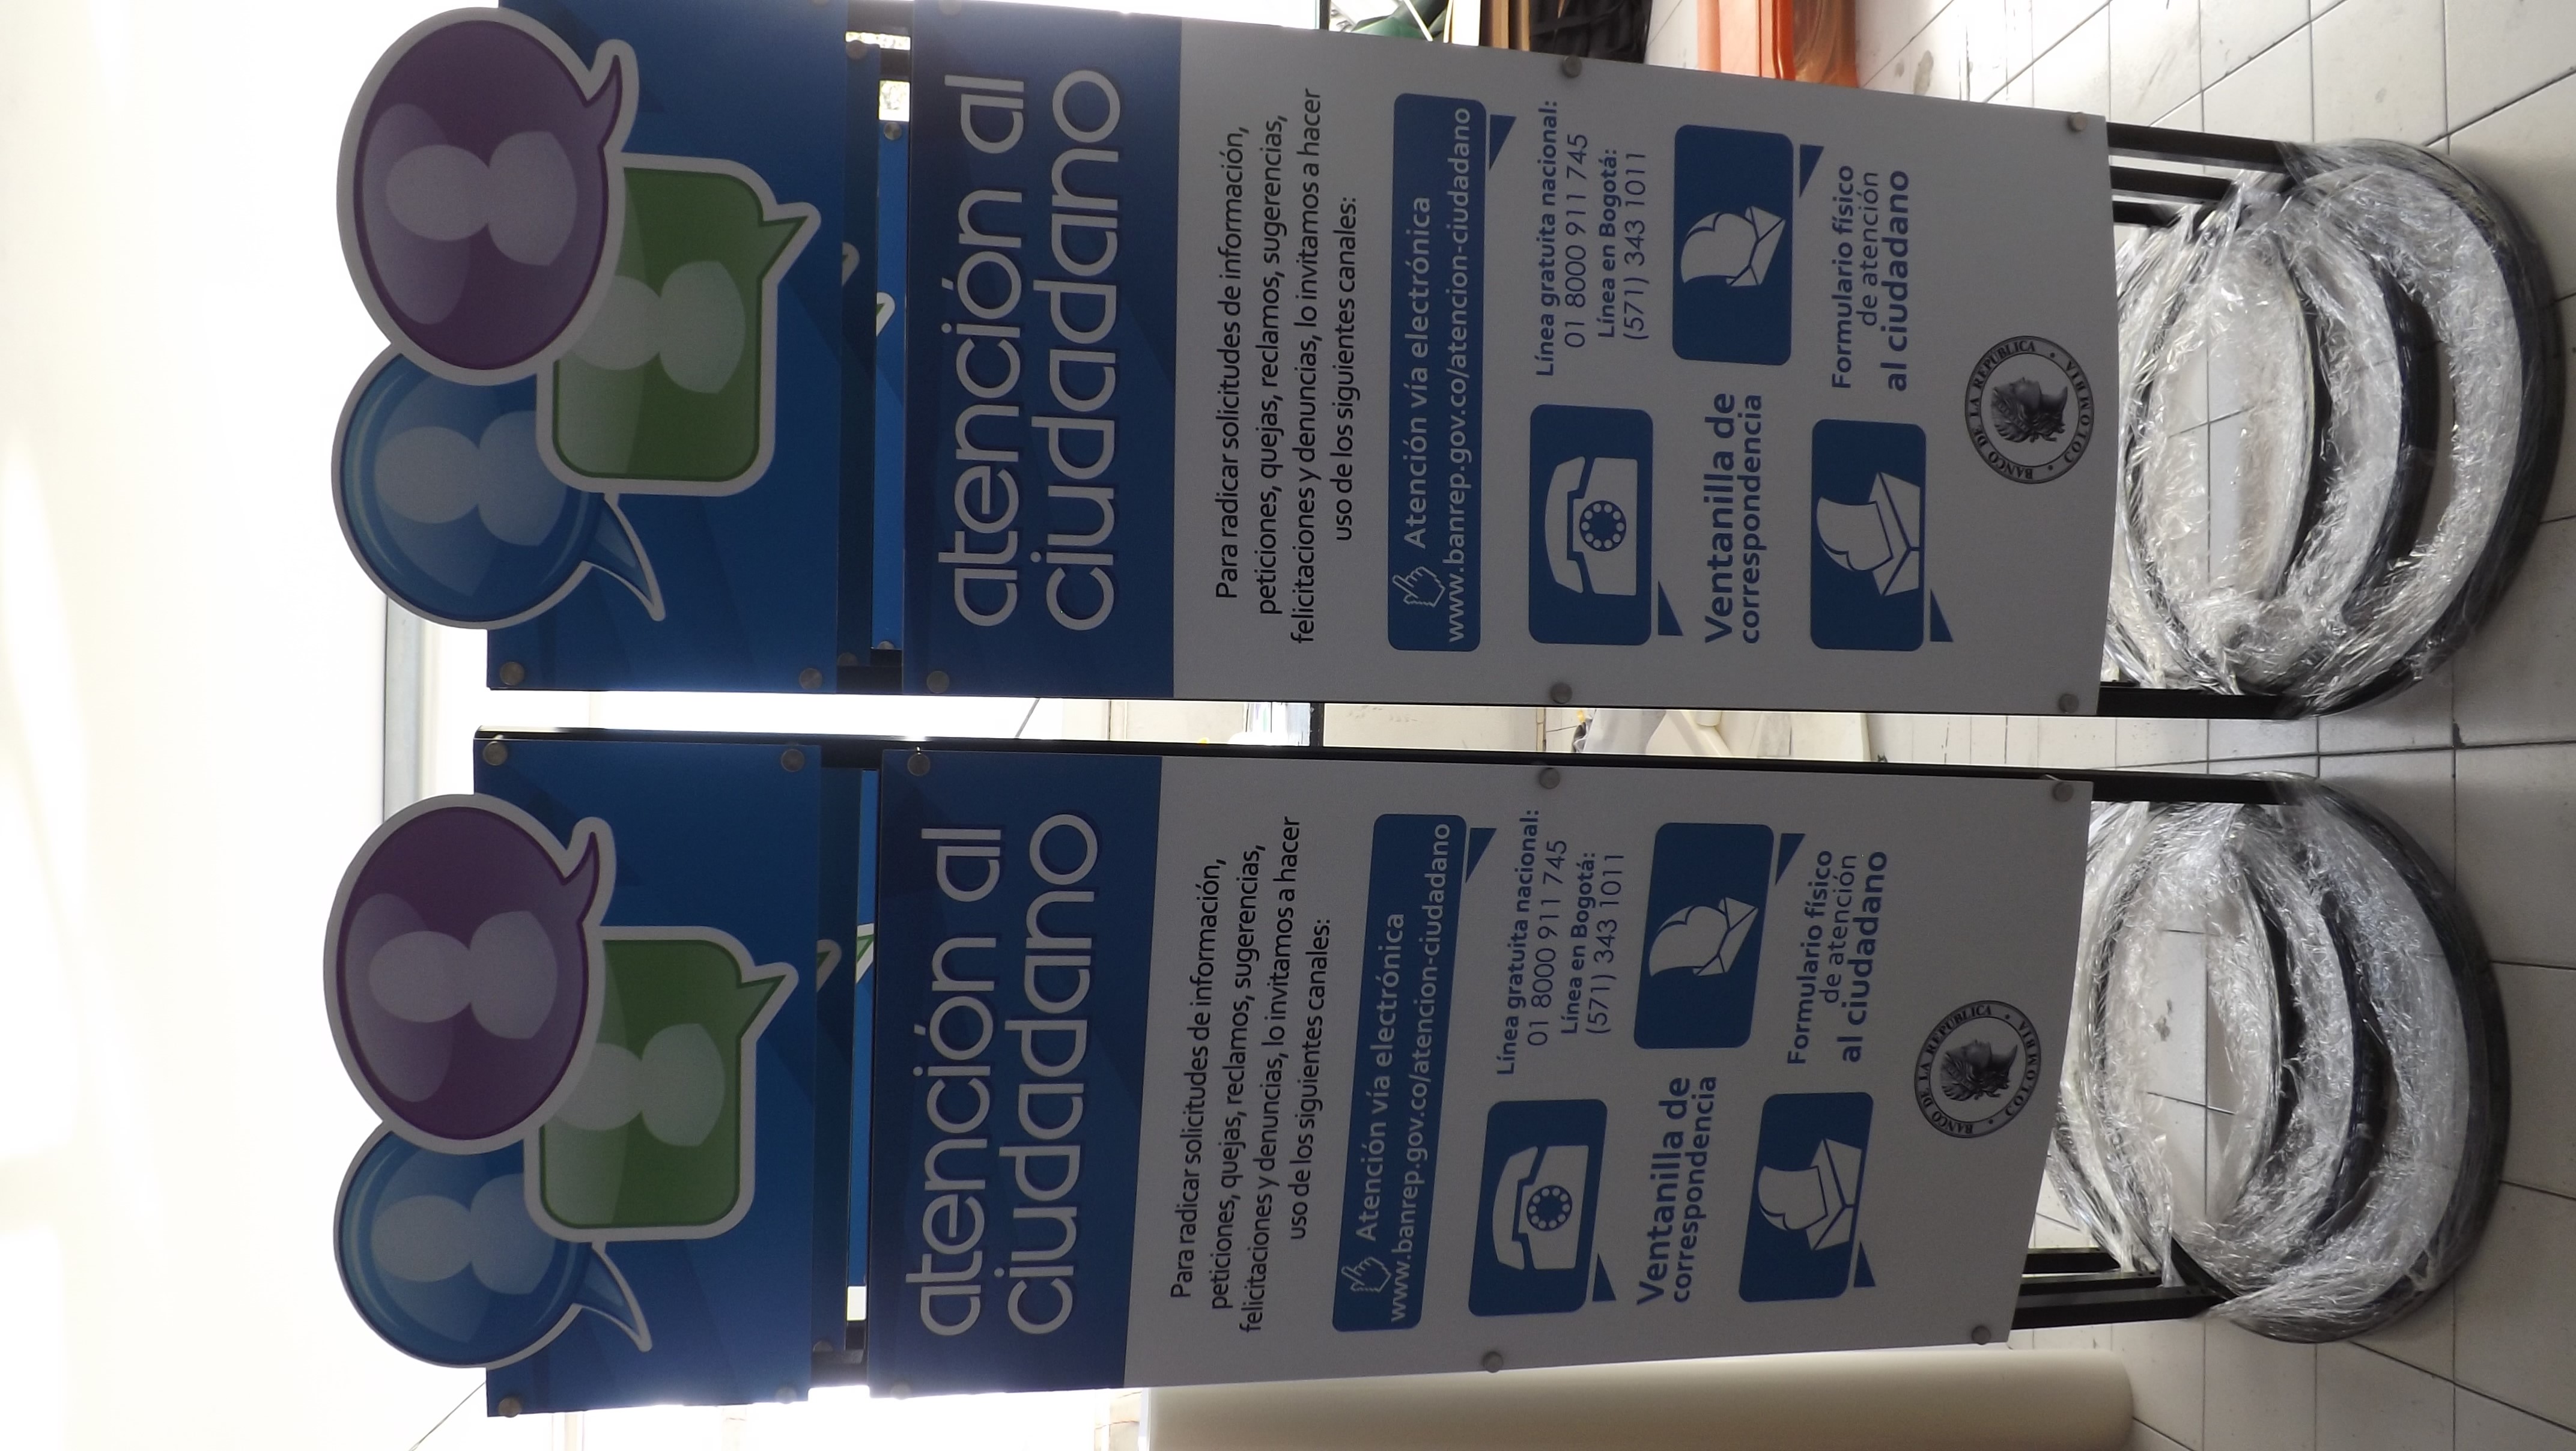 atención al
ciudadano
Para radicar solicitudes de información,
peticiones, quejas, reclamos, sugerencias,
felicitaciones y denuncias, lo invitamos a hacer
uso de los siguientes canales:
Atención vía electrónica
www.banrep.gov.co/atencion-ciudadano
Línea gratuita nacional:
01 8000 911 745
Línea en Bogotá:
(571) 343 1011
Ventanilla de
correspondencia
Formulario físico
de atención
al ciudadano
BANCO DE LA REPUBLICA
COLOMBIA
atención al
ciudadano
Para radicar solicitudes de información,
peticiones, quejas, reclamos, sugerencias,
felicitaciones y denuncias, lo invitamos a hacer
uso de los siguientes canales:
Atención vía electrónica
www.banrep.gov.co/atencion-ciudadano
Línea gratuita nacional:
01 8000 911 745
Línea en Bogotá:
(571) 343 1011
Ventanilla de
correspondencia
Formulario físico
de atención
al ciudadano
BANCO DE LA REPUBLICA
COLOMBIA